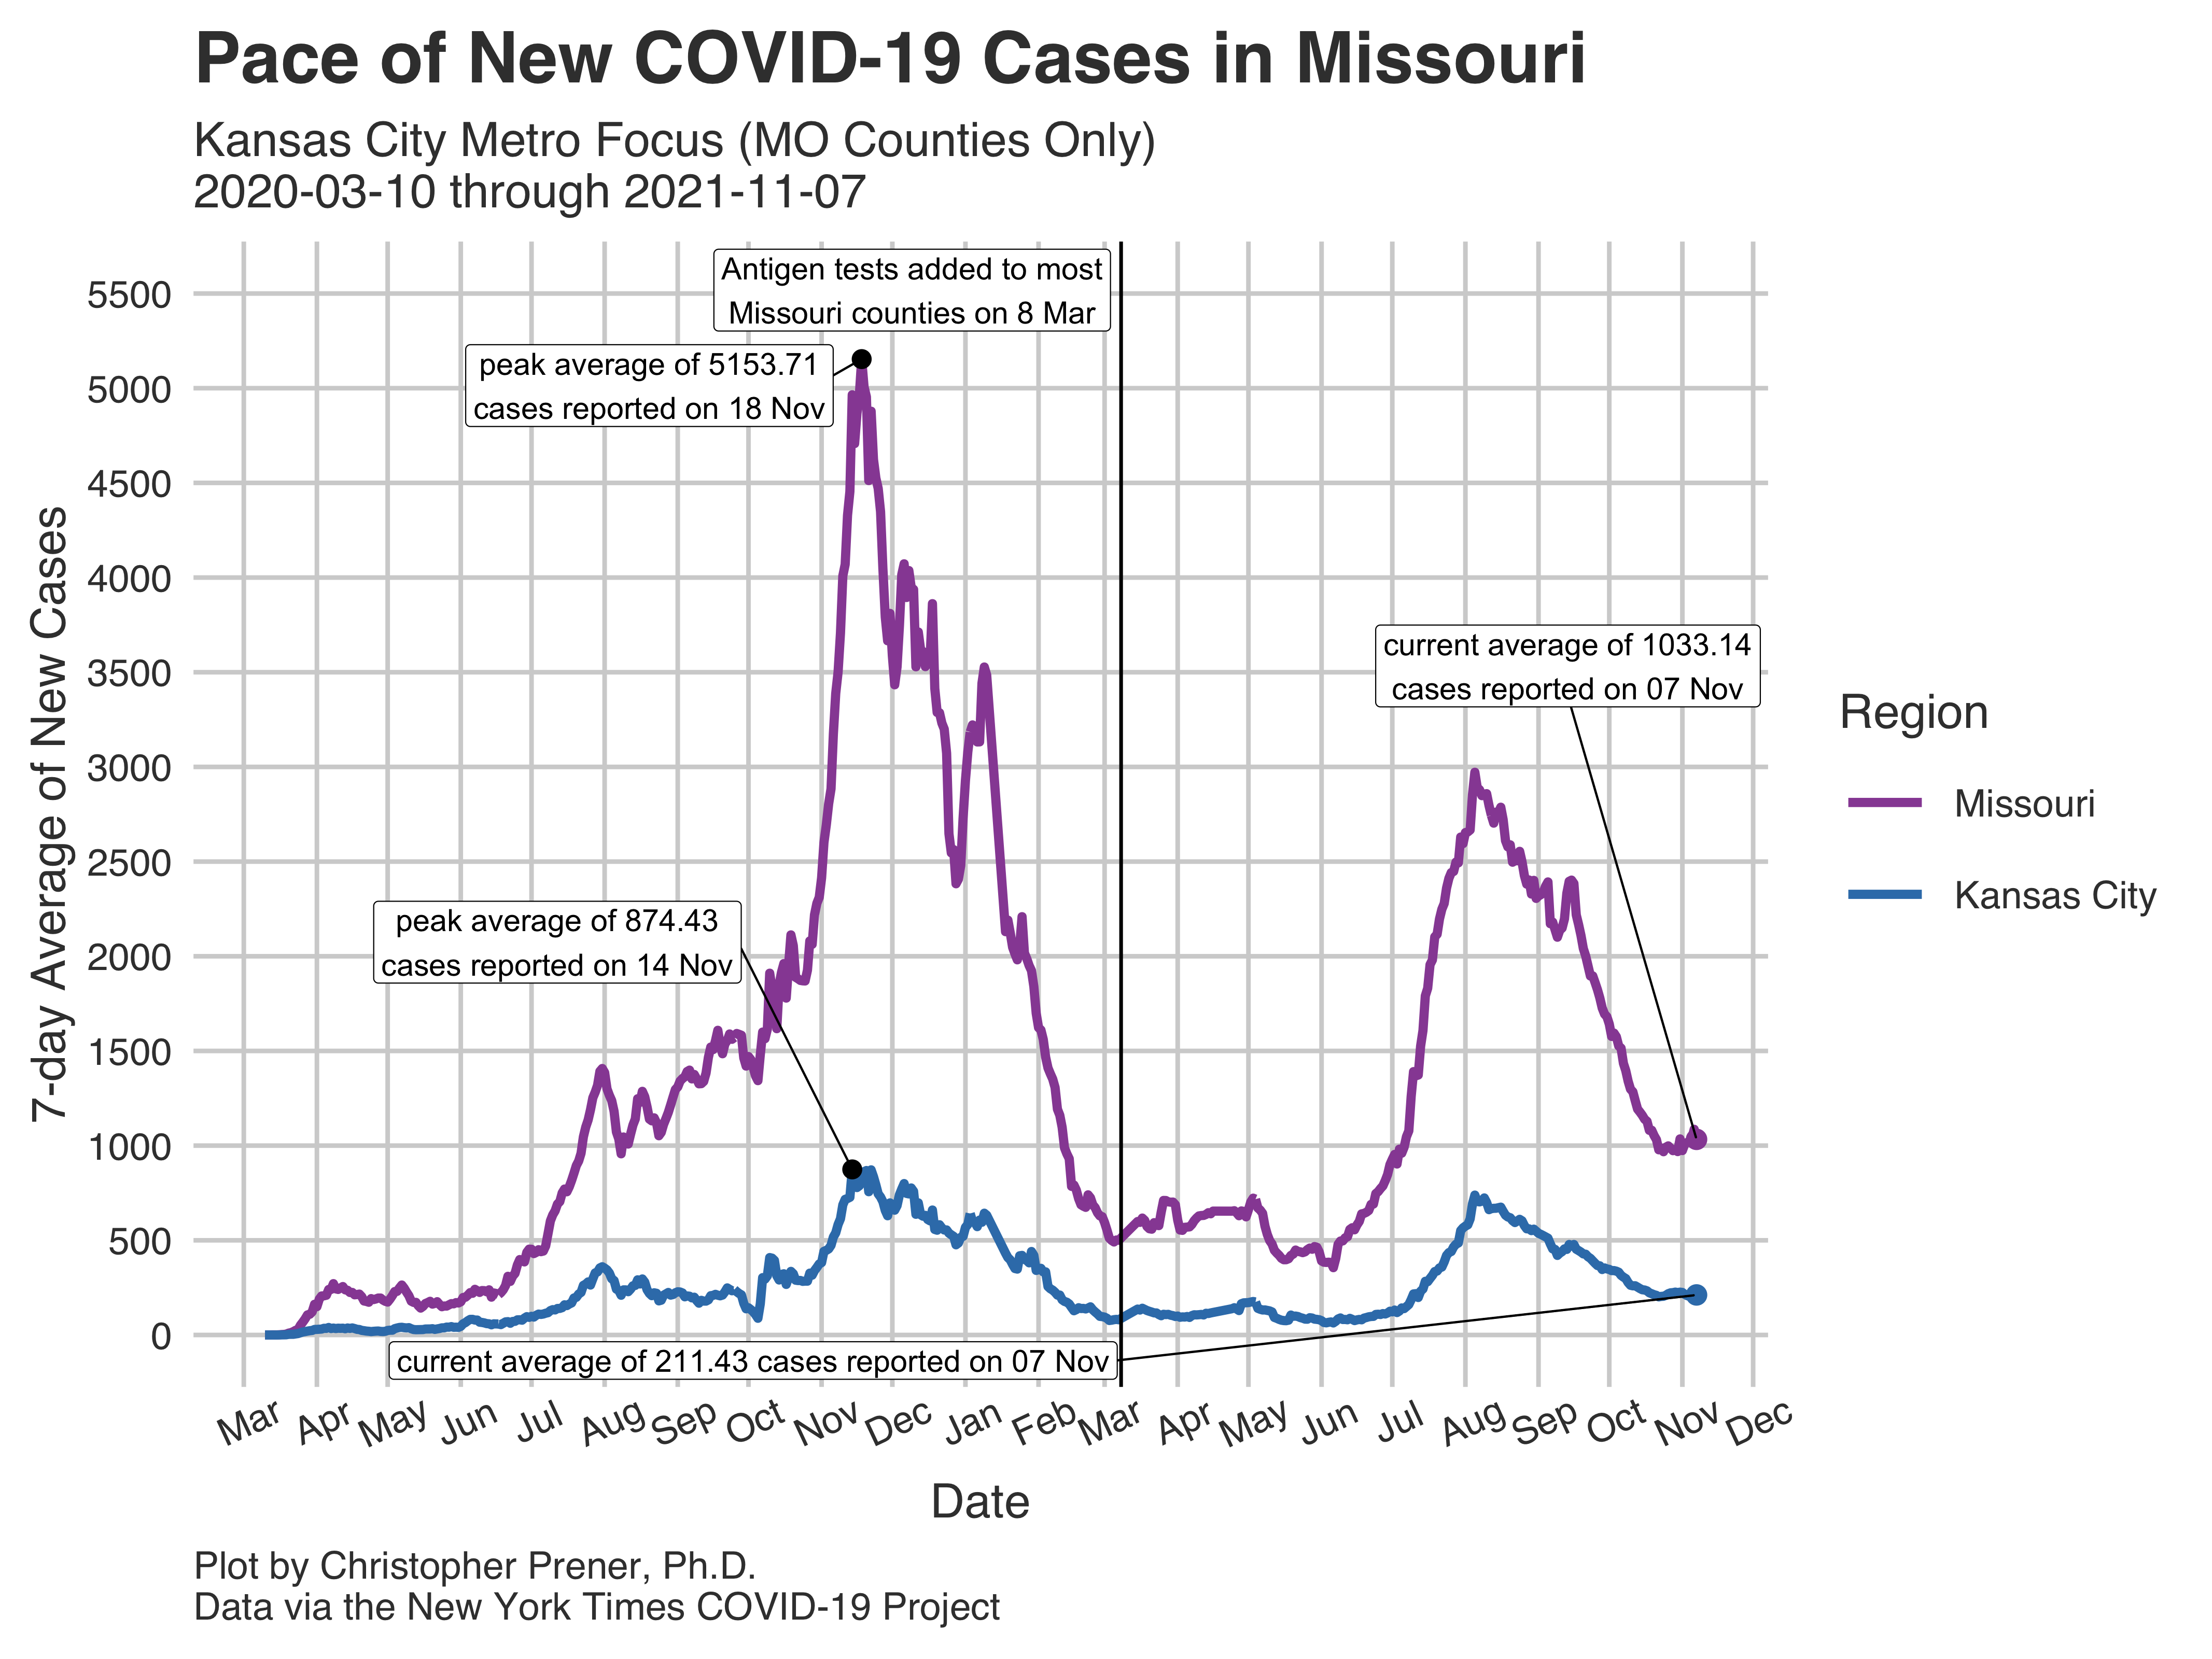 Pace of New COVID-19 Cases in Missouri
Kansas City Metro Focus (MO Counties Only)
2020-03-10 through 2021-11-07
Antigen tests added to most
Missouri counties on 8 Mar
peak average of 5153.71
cases reported on 18 Nov
current average of 1033.14
cases reported on 07 Nov
peak average of 874.43
cases reported on 14 Nov
current average of 211.43 cases reported on 07 Nov
7-day Average of New Cases
5500
5000
4500
4000
3500
3000
2500
2000
1500
1000
500
0
Mar Apr May Jun Jul Aug Sep Oct Nov Dec Jan Feb Mar Apr May Jun Jul Aug Sep Oct Nov Dec
Date
Region
Missouri
Kansas City
Plot by Christopher Prener, Ph.D.
Data via the New York Times COVID-19 Project